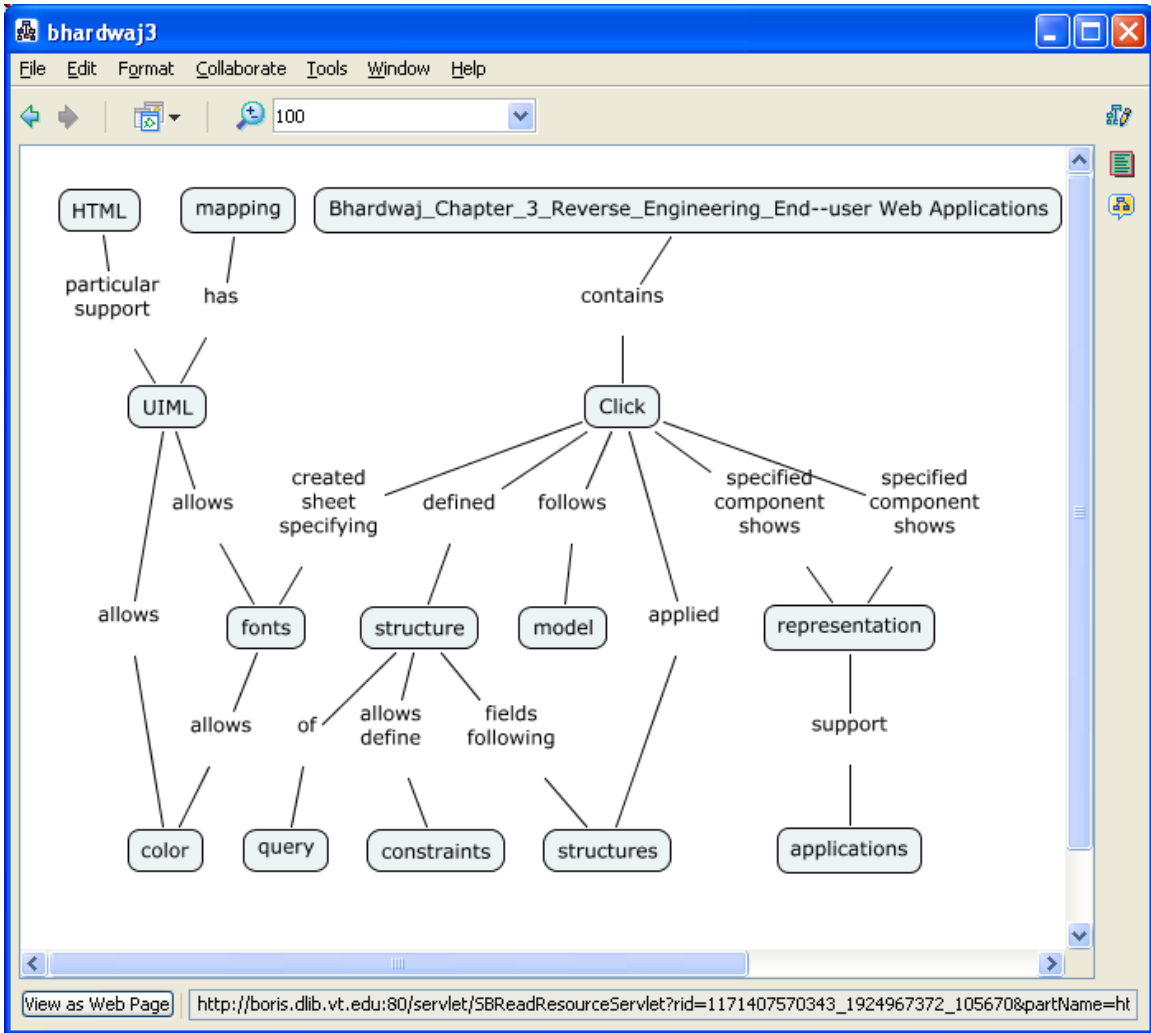 bhardwaj3
File Edit Format Collaborate Tools Window Help
100
HTML
mapping
Bhardwaj_Chapter_3_Reverse_Engineering_End--user Web Applications
particular
support
has
contains
UIML
Click
allows
created
sheet
specifying
defined
follows
specified
component
shows
specified
component
shows
allows
fonts
structure
model
applied
representation
allows
of
allows
define
fields
following
support
color
query
constraints
structures
applications
View as Web Page
http://boris.dlib.vt.edu:80/servlet/SBReadResourceServlet?rid=1171407570343_1924967372_105670&partName=ht